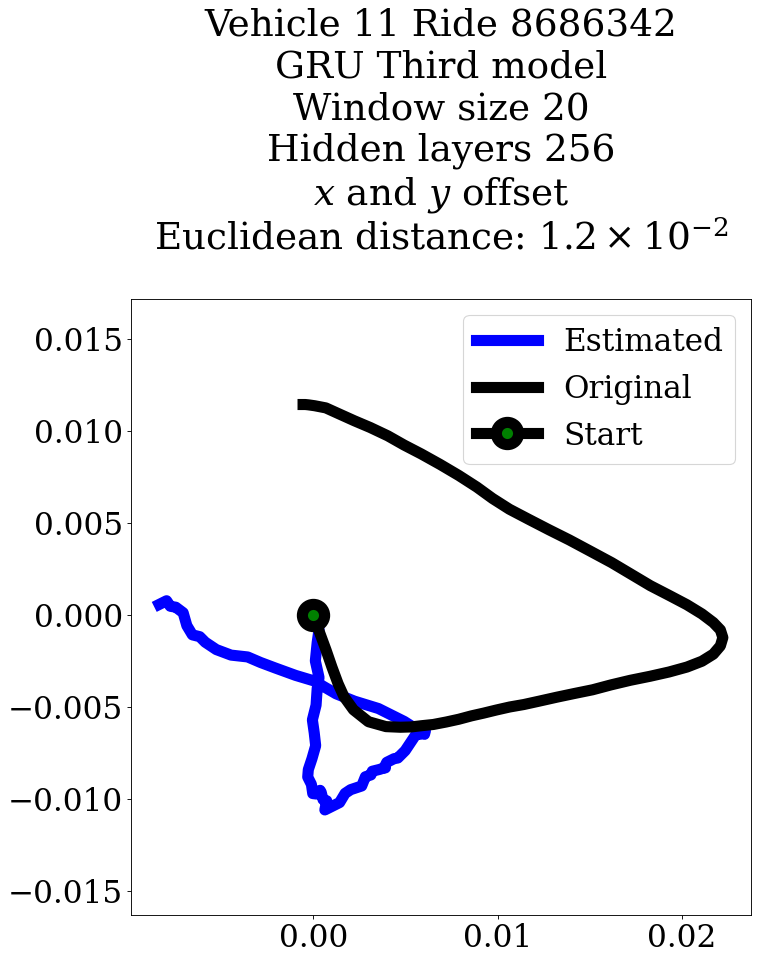 Vehicle 11 Ride 8686342
GRU Third model
Window size 20
Hidden layers 256
x and y offset
Euclidean distance: 1.2 × 10⁻²
Estimated
Original
Start
0.015
0.010
0.005
0.000
−0.005
−0.010
−0.015
0.00 0.01 0.02